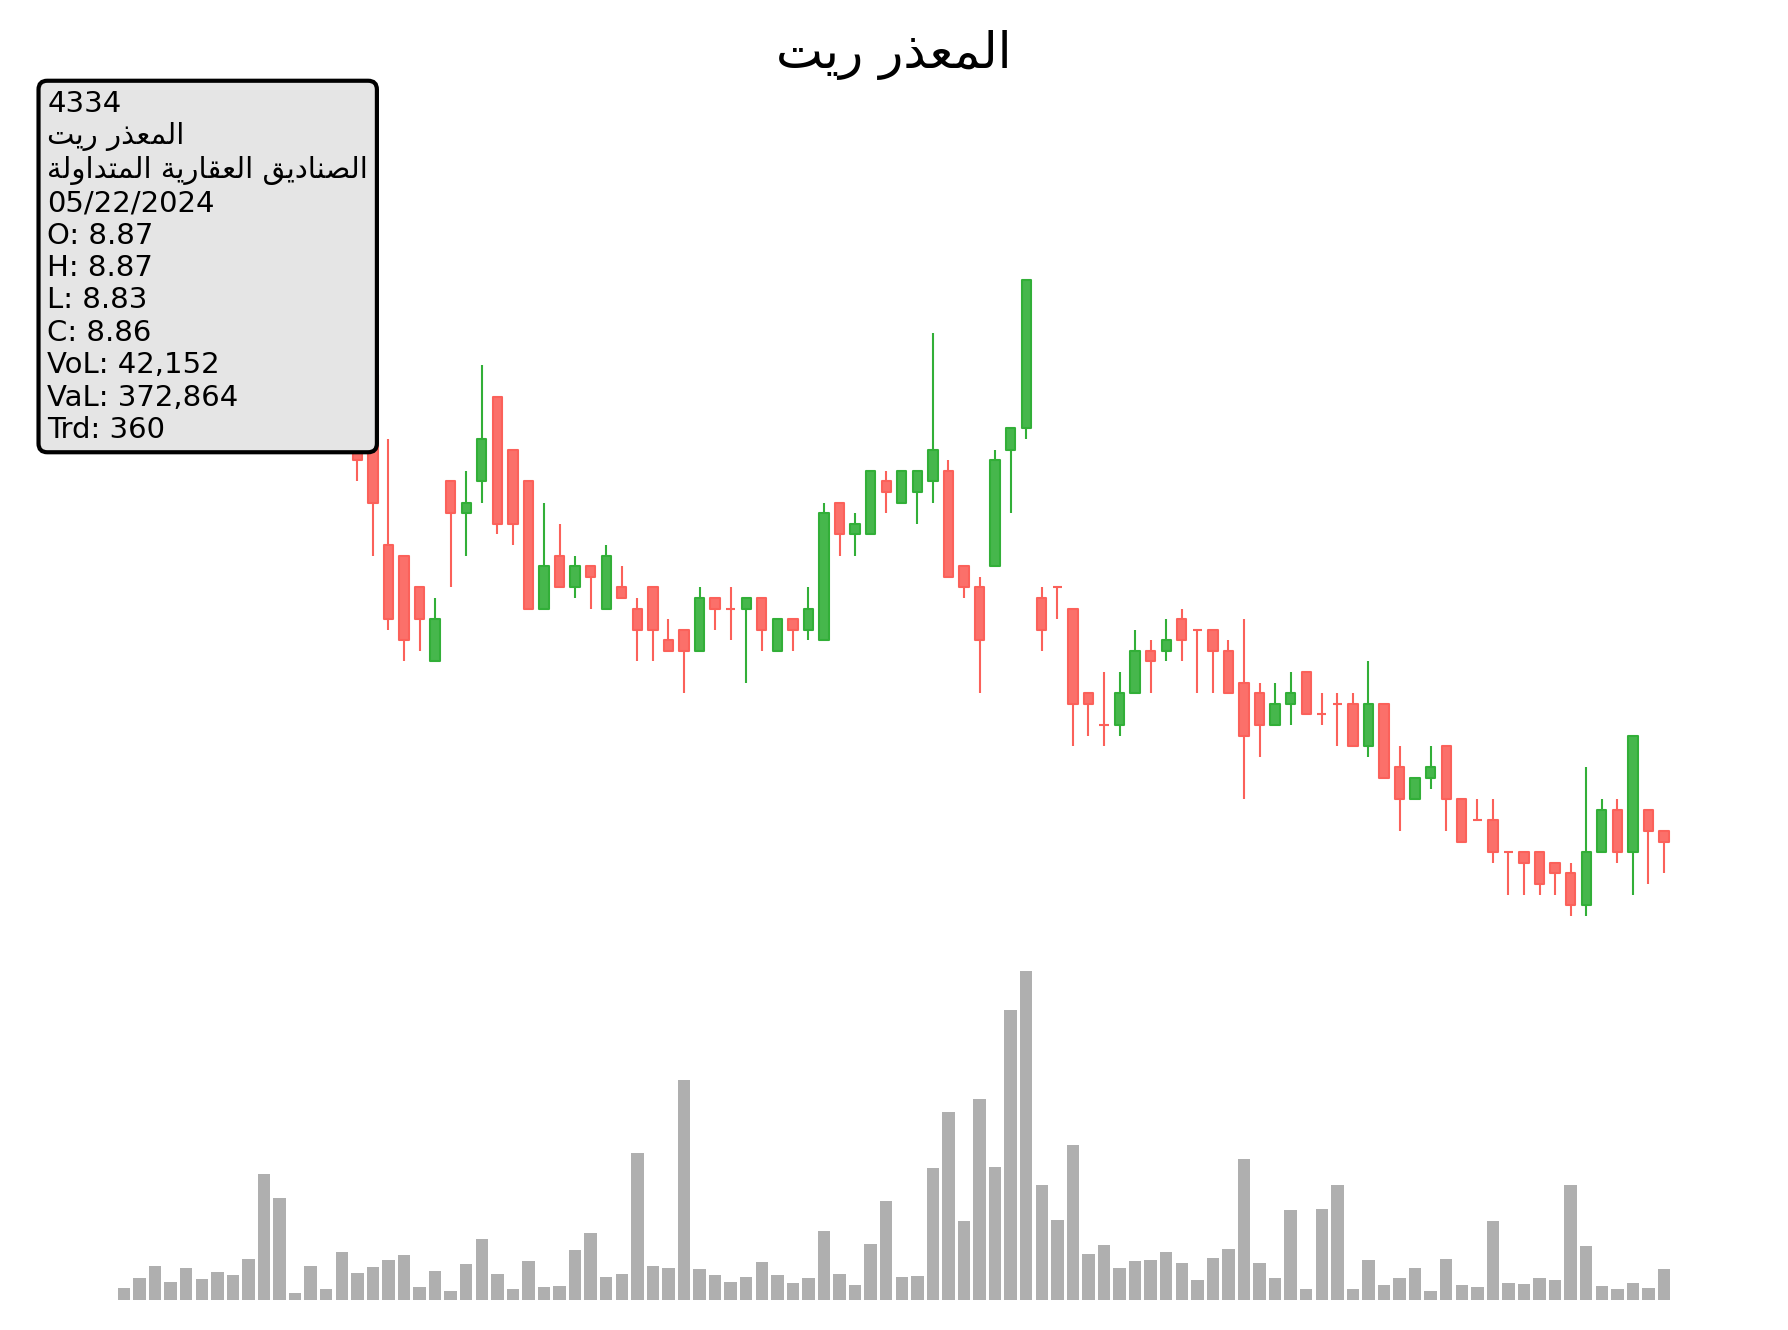 المعذر ريت
4334
المعذر ريت
الصناديق العقارية المتداولة
05/22/2024
O: 8.87
H: 8.87
L: 8.83
C: 8.86
VoL: 42,152
VaL: 372,864
Trd: 360